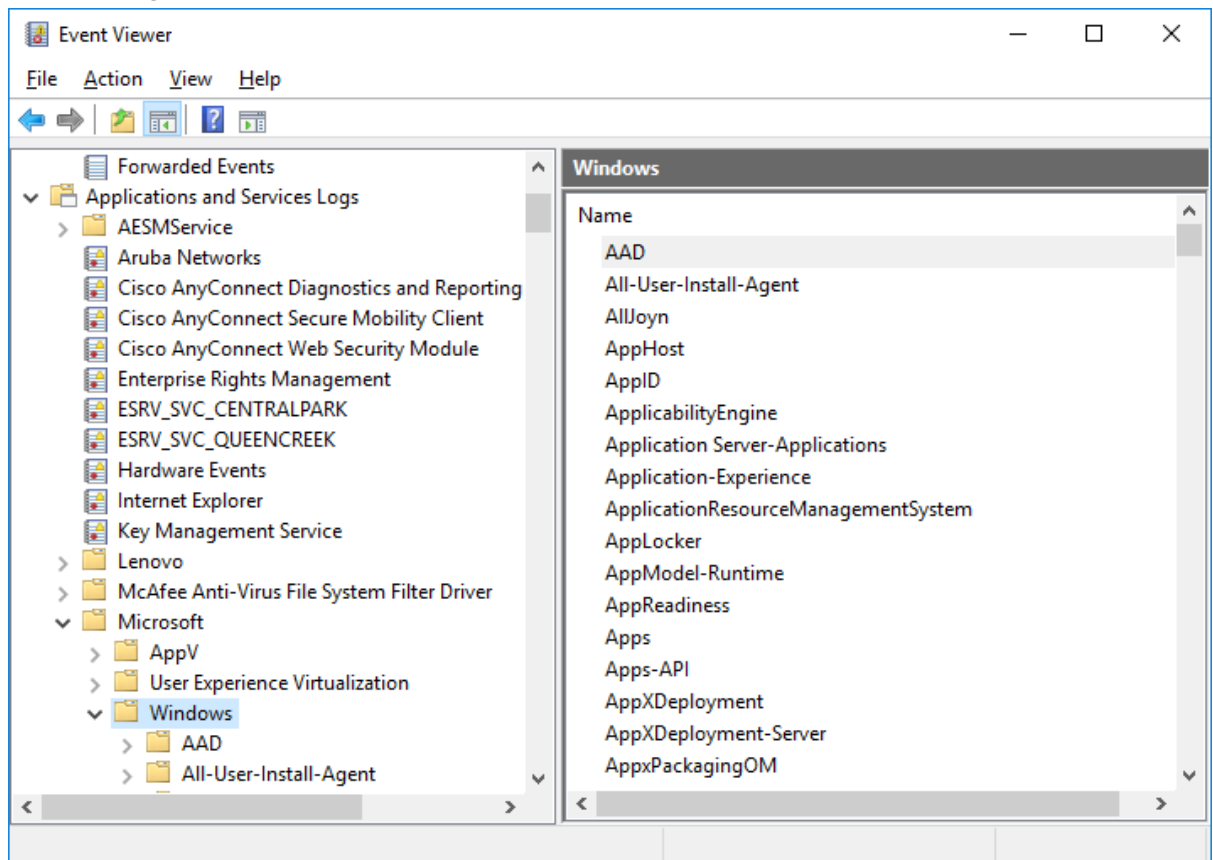 Event Viewer
File Action View Help
Forwarded Events
Applications and Services Logs
AESMService
Aruba Networks
Cisco AnyConnect Diagnostics and Reporting
Cisco AnyConnect Secure Mobility Client
Cisco AnyConnect Web Security Module
Enterprise Rights Management
ESRV_SVC_CENTRALPARK
ESRV_SVC_QUEENCREEK
Hardware Events
Internet Explorer
Key Management Service
Lenovo
McAfee Anti-Virus File System Filter Driver
Microsoft
AppV
User Experience Virtualization
Windows
AAD
All-User-Install-Agent
Windows
Name
AAD
All-User-Install-Agent
AllJoyn
AppHost
AppID
ApplicabilityEngine
Application Server-Applications
Application-Experience
ApplicationResourceManagementSystem
AppLocker
AppModel-Runtime
AppReadiness
Apps
Apps-API
AppXDeployment
AppXDeployment-Server
AppxPackagingOM